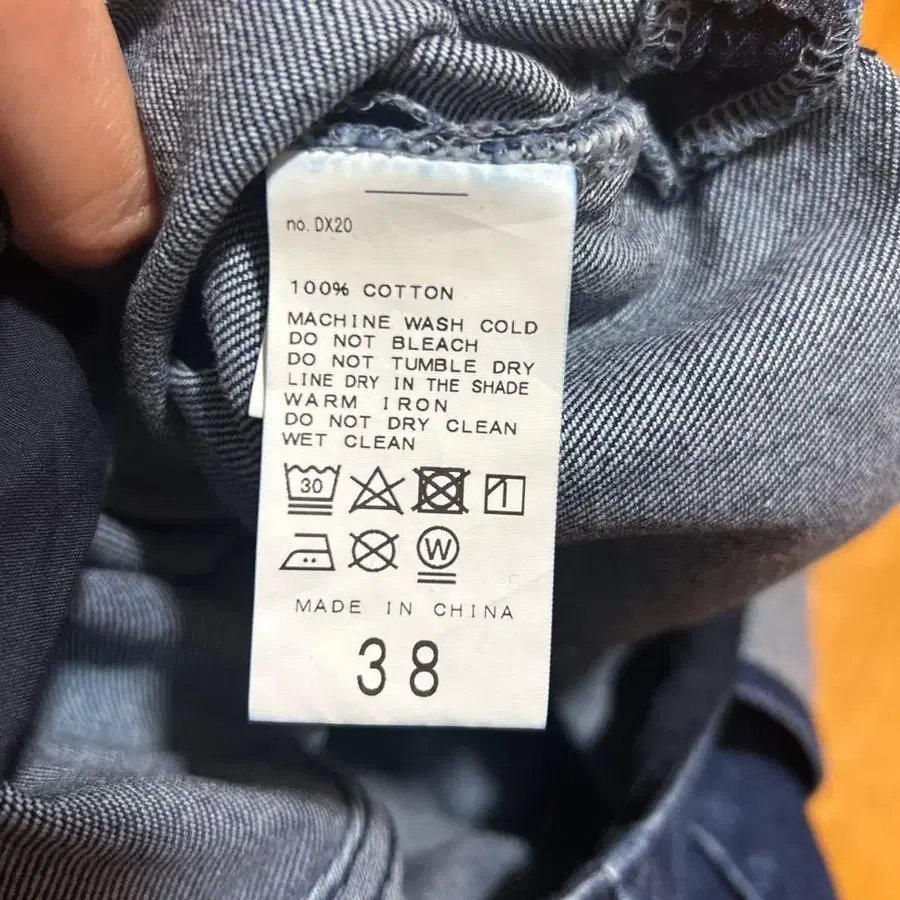 no. DX20
100% COTTON
MACHINE WASH COLD
DO NOT BLEACH
DO NOT TUMBLE DRY
LINE DRY IN THE SHADE
WARM IRON
DO NOT DRY CLEAN
WET CLEAN
30
W
MADE IN CHINA
38